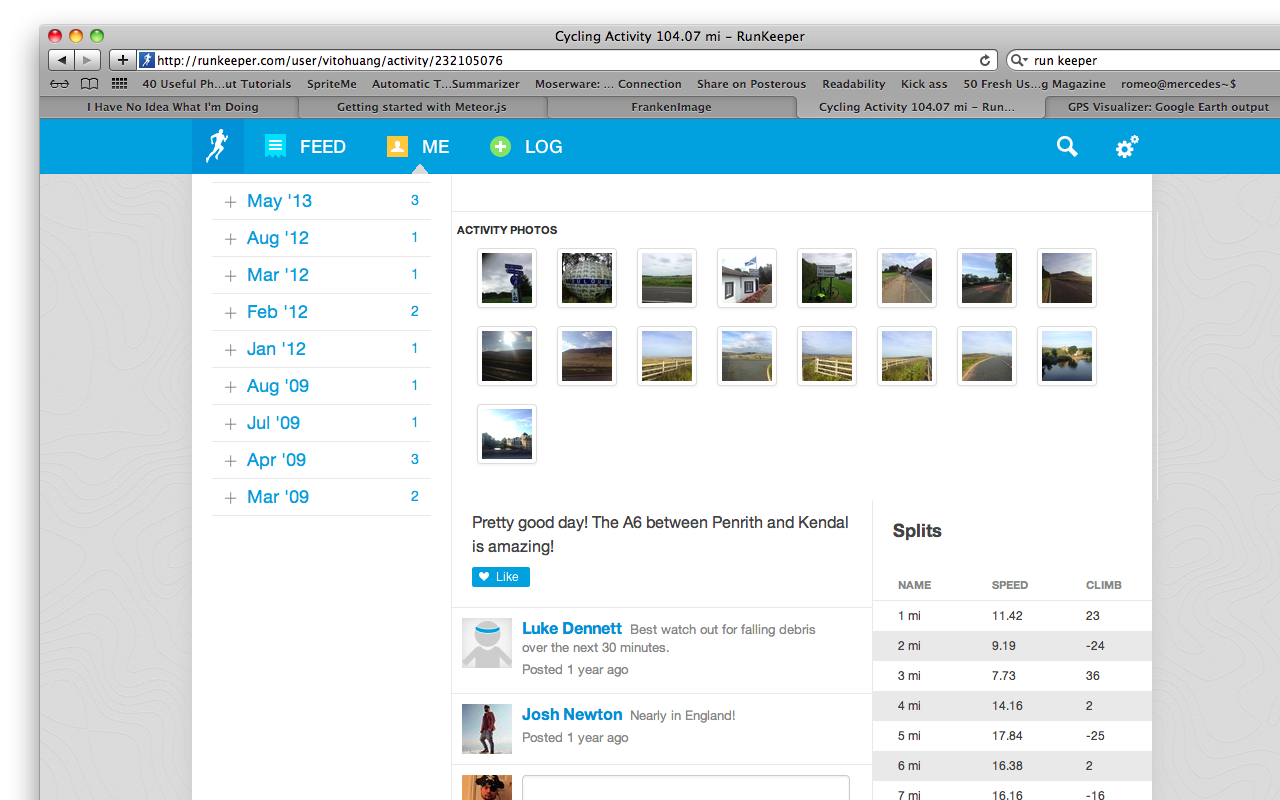 Cycling Activity 104.07 mi – RunKeeper
http://runkeeper.com/user/vitohuang/activity/232105076
run keeper
40 Useful Ph...ut Tutorials SpriteMe Automatic T...Summarizer Moserware: ... Connection Share on Posterous Readability Kick ass 50 Fresh Us...g Magazine romeo@mercedes~$
I Have No Idea What I'm Doing Getting started with Meteor.js FrankenImage Cycling Activity 104.07 mi – Run... GPS Visualizer: Google Earth output
FEED ME LOG
+ May '13 3
+ Aug '12 1
+ Mar '12 1
+ Feb '12 2
+ Jan '12 1
+ Aug '09 1
+ Jul '09 1
+ Apr '09 3
+ Mar '09 2
ACTIVITY PHOTOS
Pretty good day! The A6 between Penrith and Kendal
is amazing!
Like
Luke Dennett Best watch out for falling debris
over the next 30 minutes.
Posted 1 year ago
Josh Newton Nearly in England!
Posted 1 year ago
Splits
NAME SPEED CLIMB
1 mi 11.42 23
2 mi 9.19 -24
3 mi 7.73 36
4 mi 14.16 2
5 mi 17.84 -25
6 mi 16.38 2
7 mi 16.16 -16